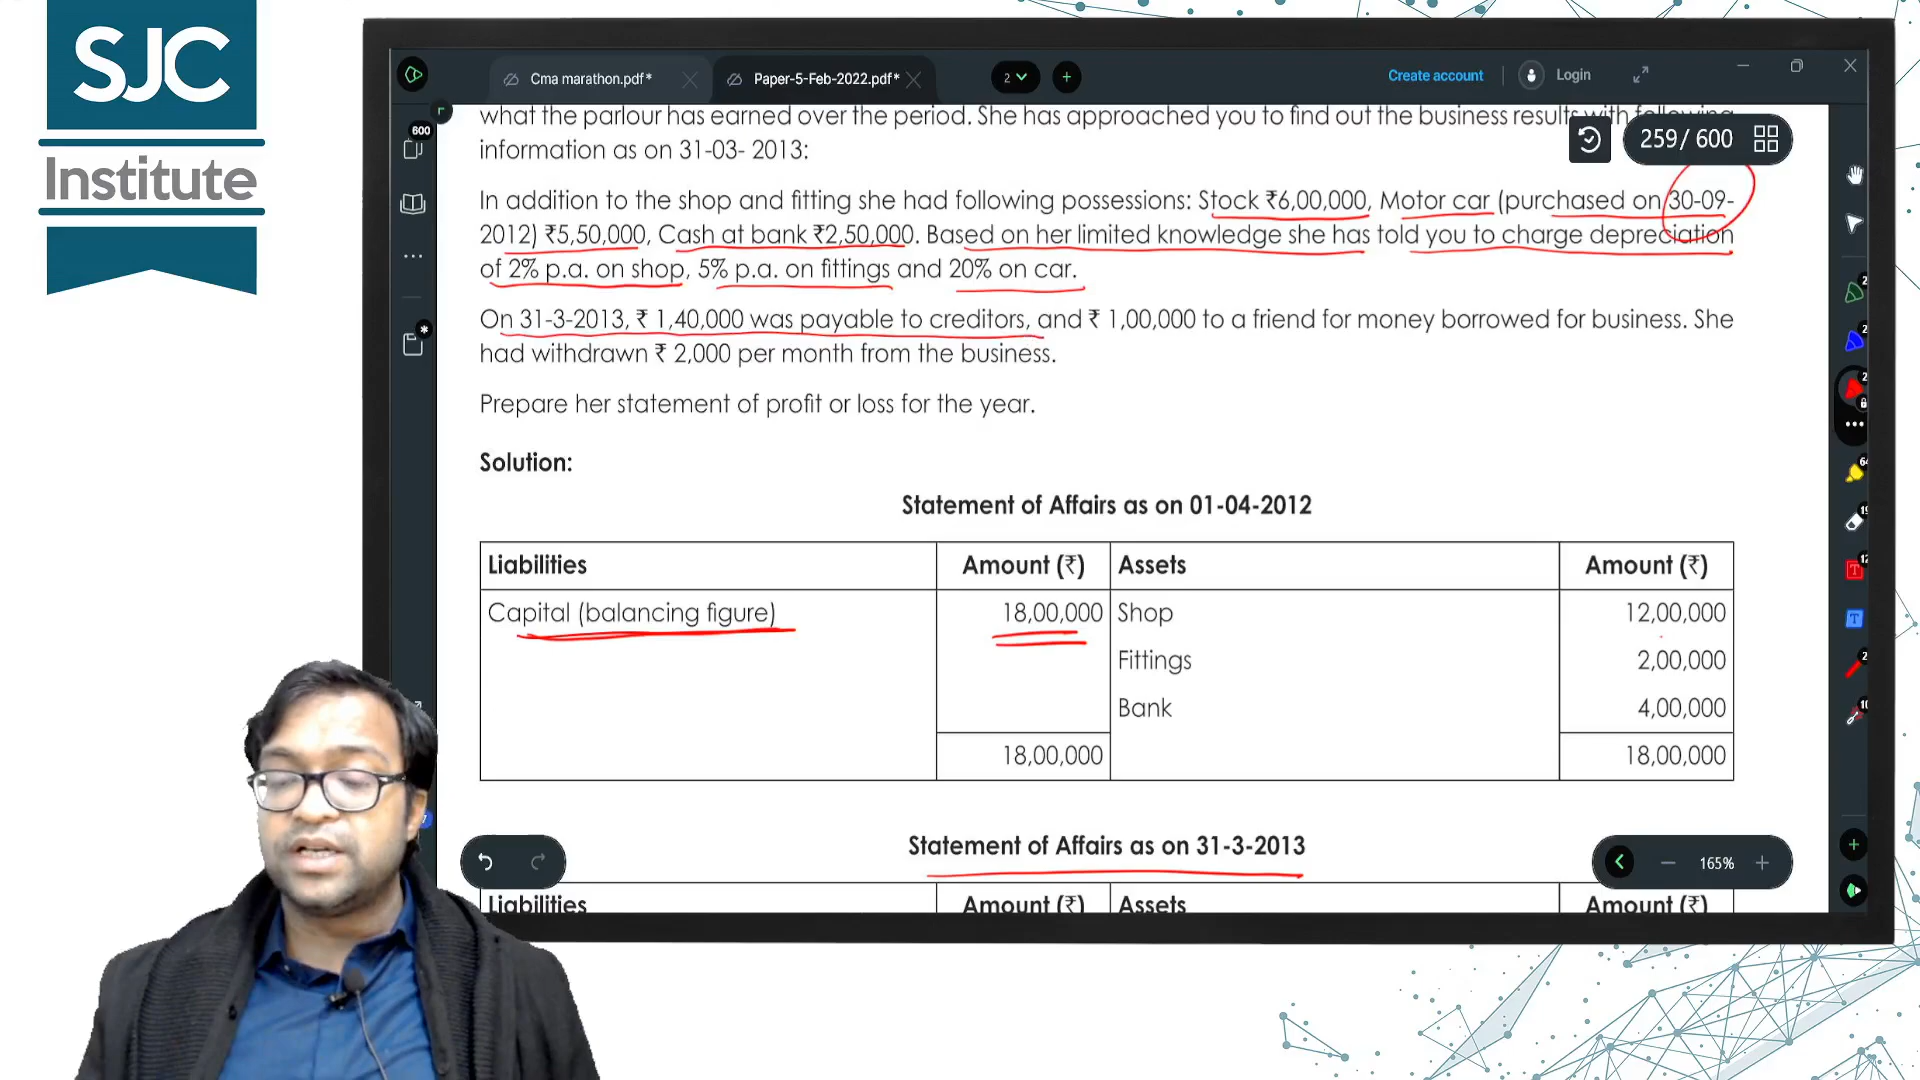 SJC
Institute
Cma marathon.pdf*
Paper-5-Feb-2022.pdf*
2
Create account
Login
600
259/ 600
what the parlour has earned over the period. She has approached you to find out the business results with following
information as on 31-03- 2013:
In addition to the shop and fitting she had following possessions: Stock ₹6,00,000, Motor car (purchased on 30-09-
2012) ₹5,50,000, Cash at bank ₹2,50,000. Based on her limited knowledge she has told you to charge depreciation
of 2% p.a. on shop, 5% p.a. on fittings and 20% on car.
On 31-3-2013, ₹ 1,40,000 was payable to creditors, and ₹ 1,00,000 to a friend for money borrowed for business. She
had withdrawn ₹ 2,000 per month from the business.
Prepare her statement of profit or loss for the year.
Solution:
Statement of Affairs as on 01-04-2012
Liabilities Amount (₹) Assets Amount (₹)
Capital (balancing figure) 18,00,000 Shop 12,00,000
Fittings 2,00,000
Bank 4,00,000
18,00,000 18,00,000
Statement of Affairs as on 31-3-2013
165%
Liabilities Amount (₹) Assets Amount (₹)